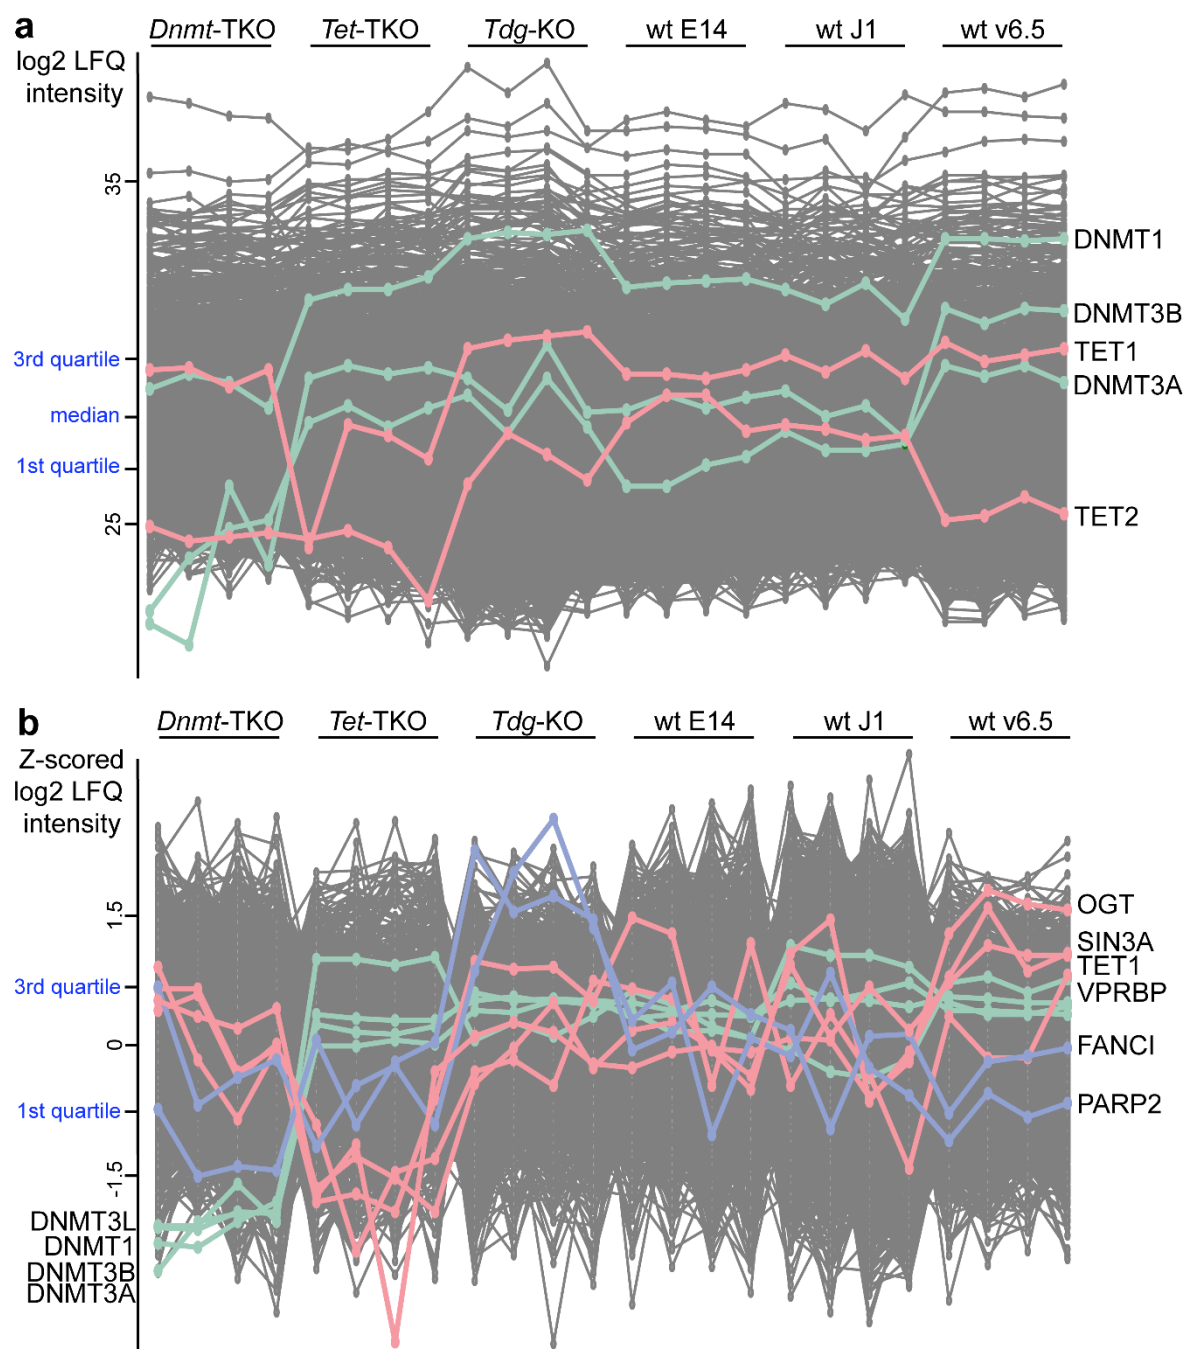 a
Dnmt-TKO Tet-TKO Tdg-KO wt E14 wt J1 wt v6.5
log2 LFQ
intensity
35
3rd quartile
median
1st quartile
25
DNMT1
DNMT3B
TET1
DNMT3A
TET2
b
Dnmt-TKO Tet-TKO Tdg-KO wt E14 wt J1 wt v6.5
Z-scored
log2 LFQ
intensity
1.5
3rd quartile
0
1st quartile
-1.5
DNMT3L
DNMT1
DNMT3B
DNMT3A
OGT
SIN3A
TET1
VPRBP
FANCI
PARP2